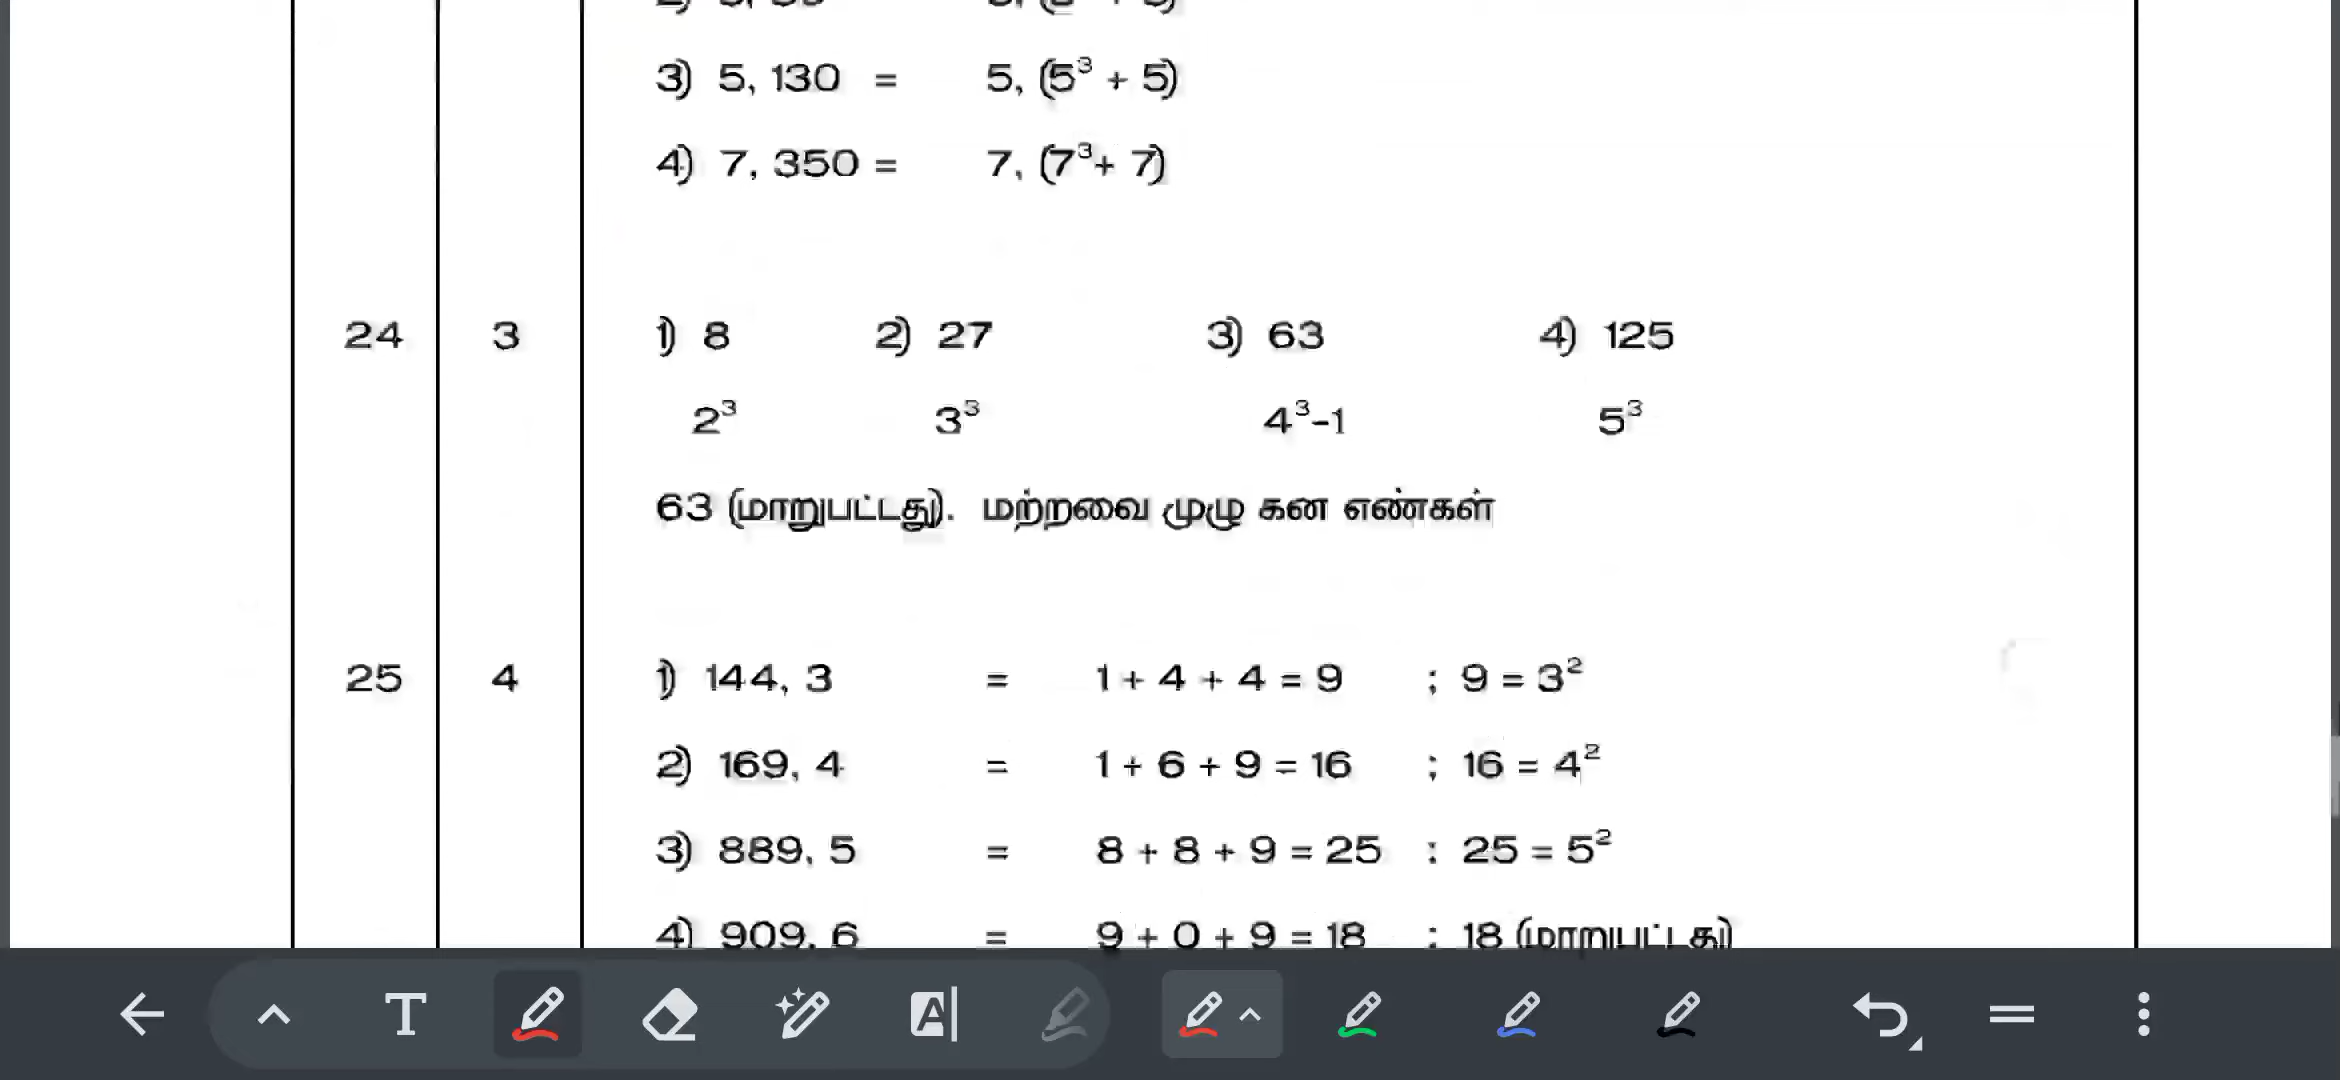 3) 5, 130 = 5, (5³ + 5)
4) 7, 350 = 7, (7³+ 7)
24 3 1) 8 2) 27 3) 63 4) 125
2³ 3³ 4³-1 5³
63 (மாறுபட்டது). மற்றவை முழு கன எண்கள்
25 4 1) 144, 3 = 1 + 4 + 4 = 9 ; 9 = 3²
2) 169, 4 = 1 + 6 + 9 = 16 ; 16 = 4²
3) 889, 5 = 8 + 8 + 9 = 25 : 25 = 5²
4) 909, 6 = 9 + 0 + 9 = 18 : 18 (மாறுபட்டது)
T A